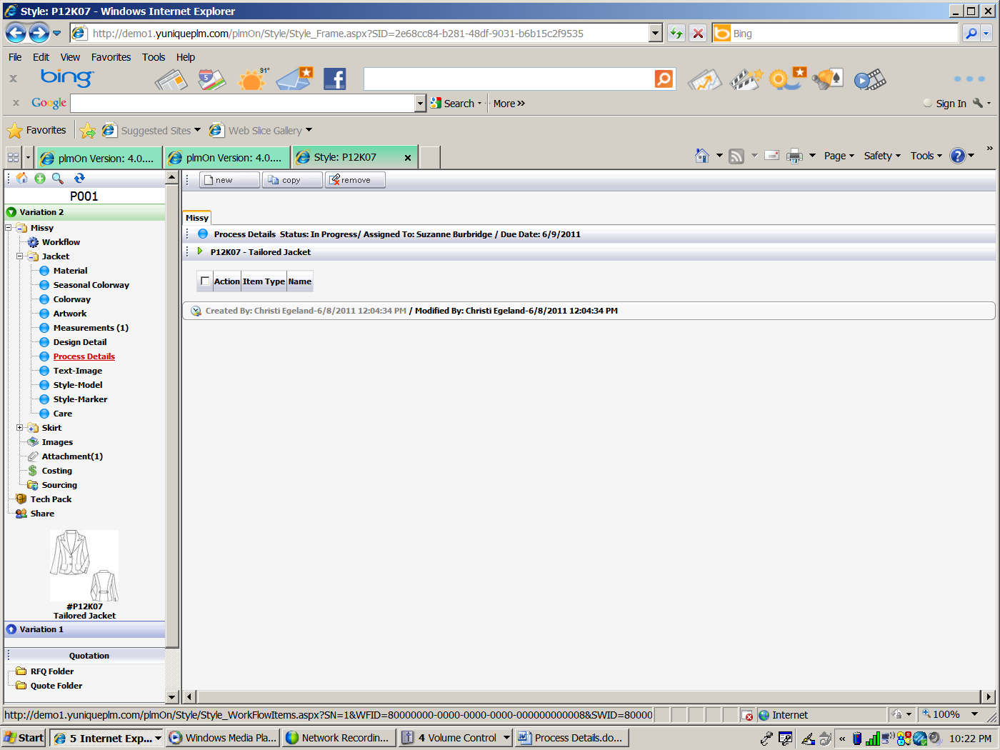 Style: P12K07 - Windows Internet Explorer
http://demo1.yuniqueplm.com/plmOn/Style/Style_Frame.aspx?SID=2e68cc84-b281-48df-9031-b6b15c2f9535
Bing
File Edit View Favorites Tools Help
x bing 5 91° f
x Google Search More »
Sign In
Favorites Suggested Sites Web Slice Gallery
plmOn Version: 4.0.... plmOn Version: 4.0.... Style: P12K07 x
Page Safety Tools ? »
new copy remove
P001
Variation 2
Missy
Workflow
Jacket
Material
Seasonal Colorway
Colorway
Artwork
Measurements (1)
Design Detail
Process Details
Text-Image
Style-Model
Style-Marker
Care
Skirt
Images
Attachment(1)
Costing
Sourcing
Tech Pack
Share
#P12K07
Tailored Jacket
Variation 1
Quotation
RFQ Folder
Quote Folder
Missy
Process Details Status: In Progress/ Assigned To: Suzanne Burbridge / Due Date: 6/9/2011
P12K07 - Tailored Jacket
Action Item Type Name
Created By: Christi Egeland-6/8/2011 12:04:34 PM / Modified By: Christi Egeland-6/8/2011 12:04:34 PM
http://demo1.yuniqueplm.com/plmOn/Style/Style_WorkFlowItems.aspx?SN=1&WFID=80000000-0000-0000-0000-000000000008&SWID=80000
Internet 100%
Start 5 Internet Exp... Windows Media Pla... Network Recordin... 4 Volume Control Process Details.do... « 10:22 PM